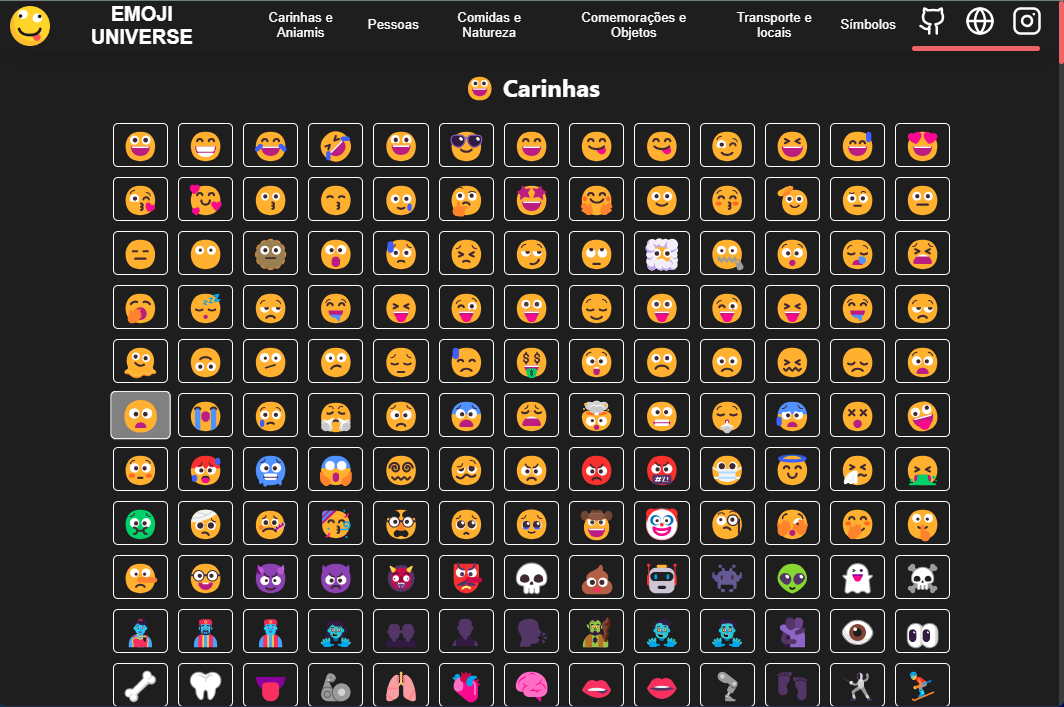 EMOJI
UNIVERSE
Carinhas e
Aniamis
Pessoas
Comidas e
Natureza
Comemorações e
Objetos
Transporte e
locais
Símbolos
Carinhas